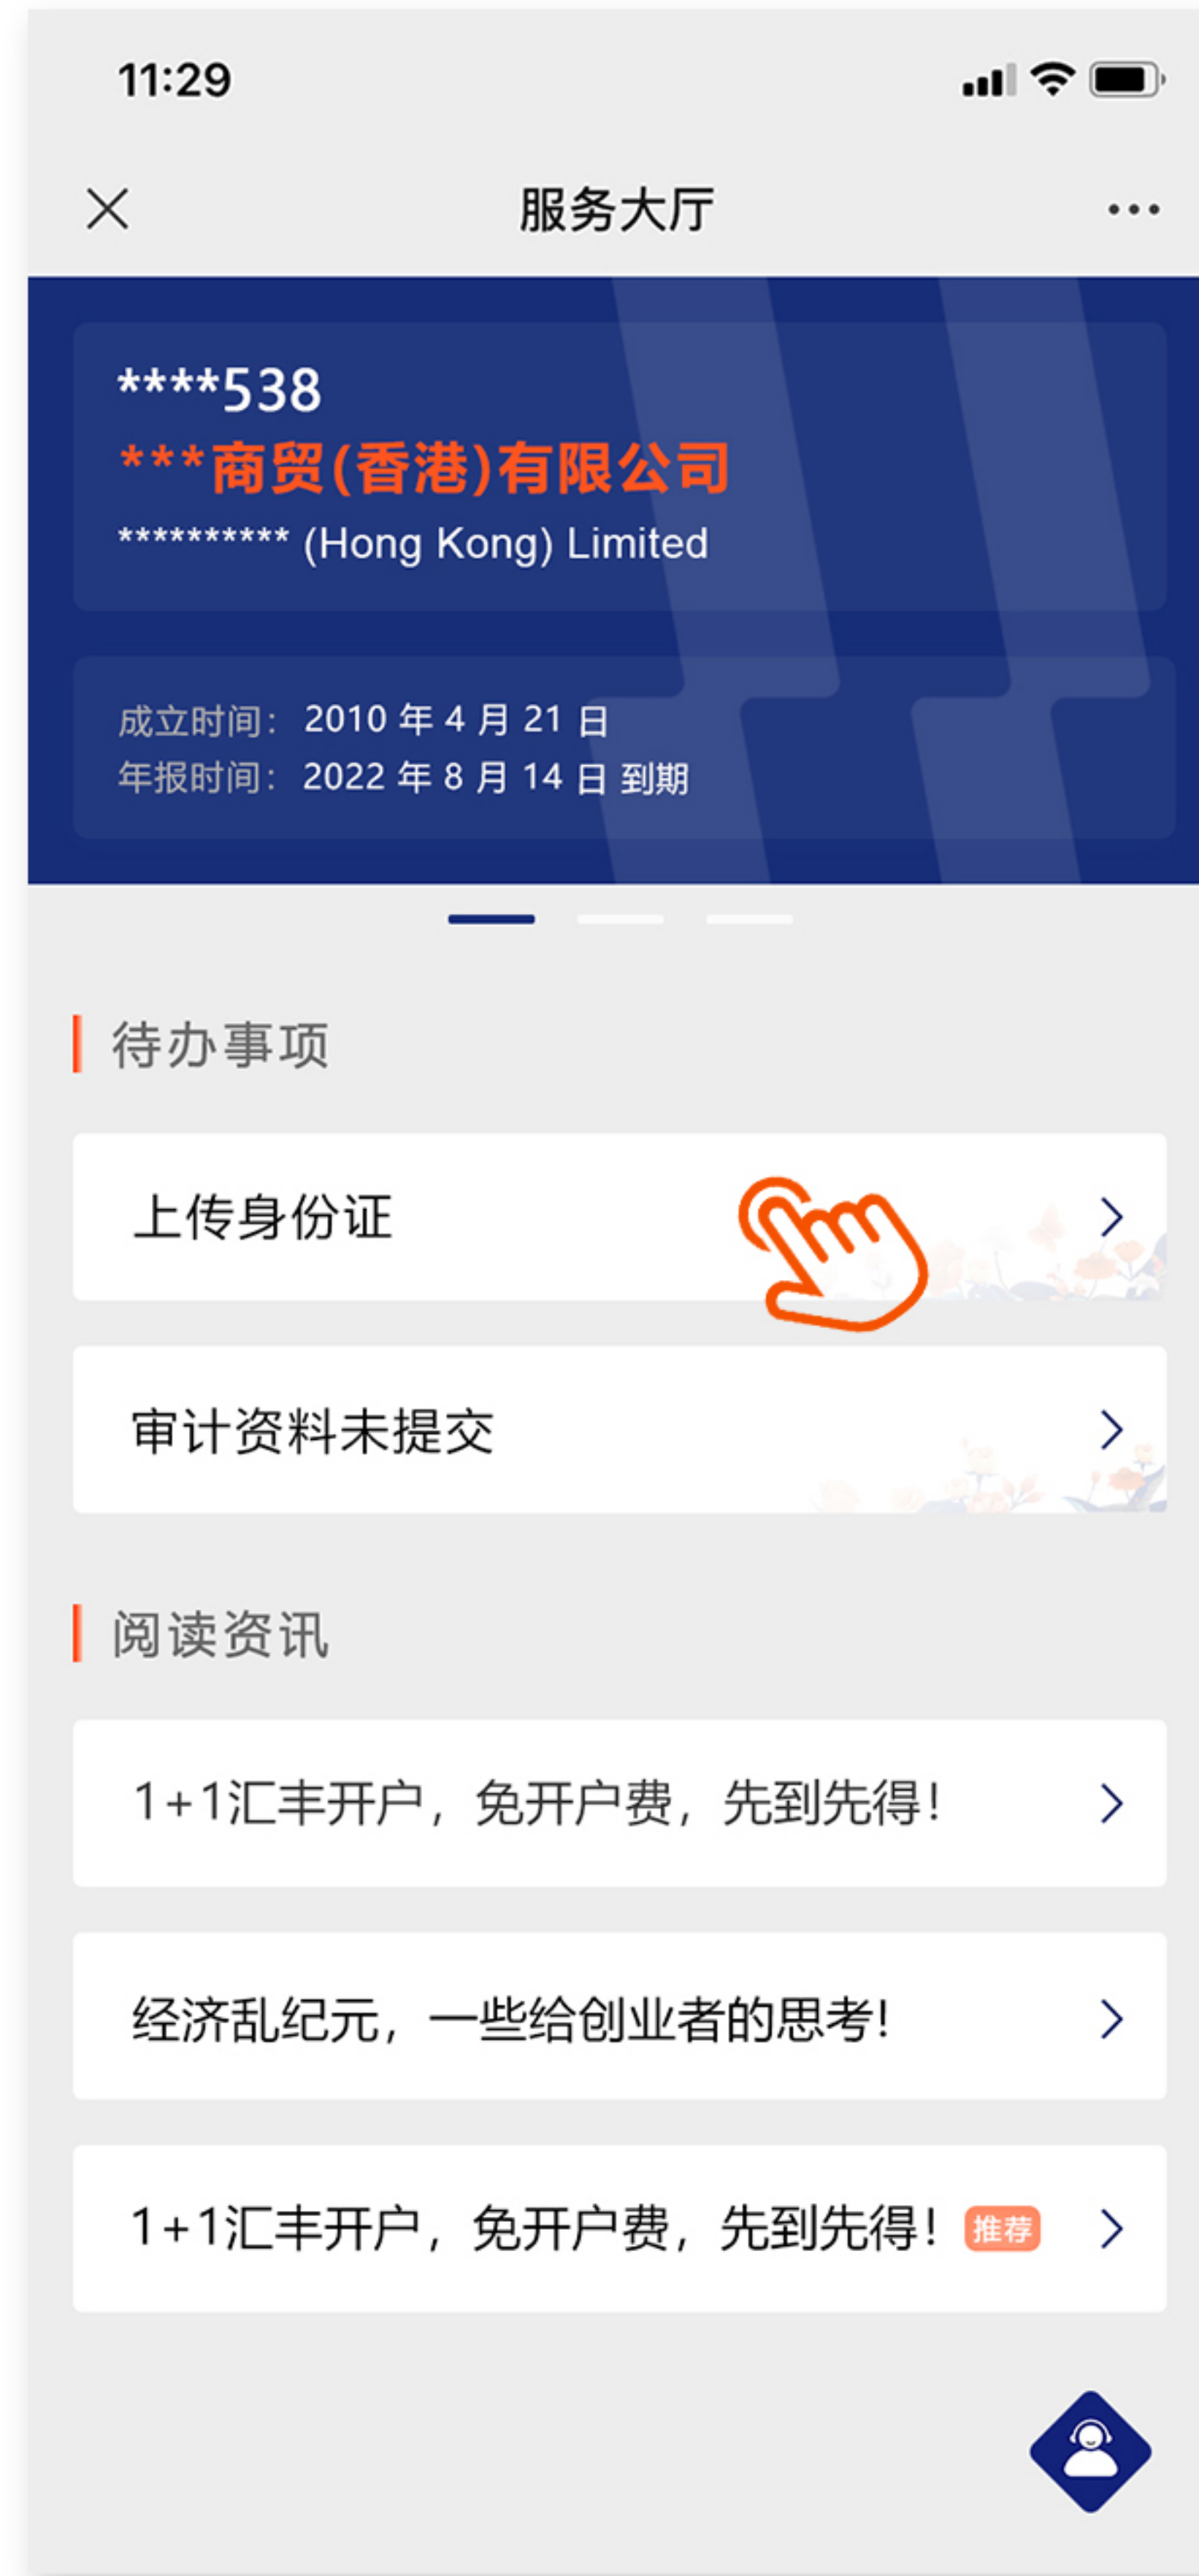 11:29
服务大厅
****538
***商贸(香港)有限公司
********** (Hong Kong) Limited
成立时间： 2010 年 4 月 21 日
年报时间： 2022 年 8 月 14 日 到期
待办事项
上传身份证
审计资料未提交
阅读资讯
1+1汇丰开户，免开户费，先到先得！
经济乱纪元，一些给创业者的思考！
1+1汇丰开户，免开户费，先到先得！ 推荐